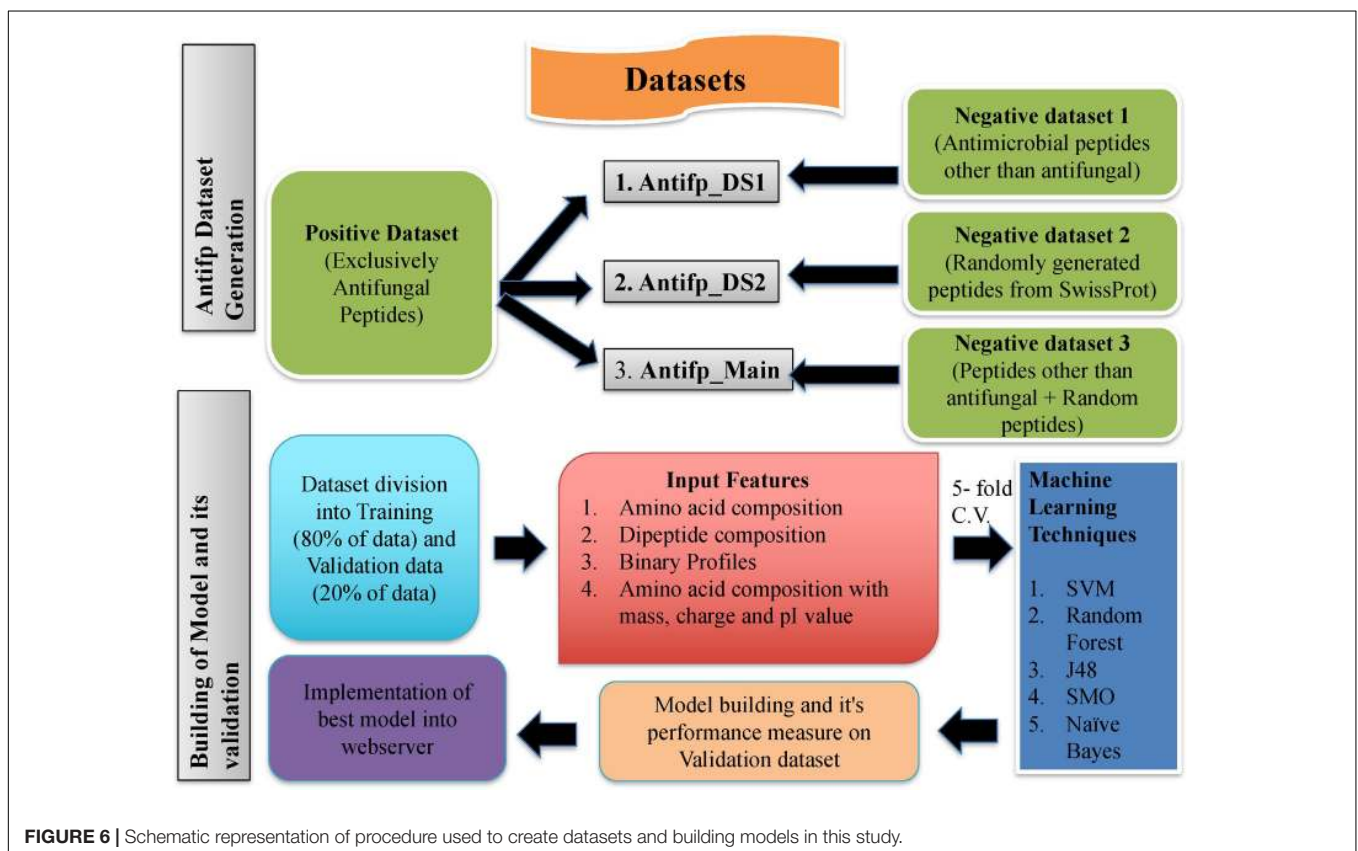 Datasets
Antifp Dataset
Generation
Positive Dataset
(Exclusively
Antifungal
Peptides)
1. Antifp_DS1
2. Antifp_DS2
3. Antifp_Main
Negative dataset 1
(Antimicrobial peptides
other than antifungal)
Negative dataset 2
(Randomly generated
peptides from SwissProt)
Negative dataset 3
(Peptides other than
antifungal + Random
peptides)
Building of Model and its
validation
Dataset division
into Training
(80% of data) and
Validation data
(20% of data)
Input Features
1. Amino acid composition
2. Dipeptide composition
3. Binary Profiles
4. Amino acid composition with
mass, charge and pI value
5- fold
C.V.
Machine
Learning
Techniques
1. SVM
2. Random
Forest
3. J48
4. SMO
5. Naïve
Bayes
Model building and it's
performance measure on
Validation dataset
Implementation of
best model into
webserver
FIGURE 6 | Schematic representation of procedure used to create datasets and building models in this study.